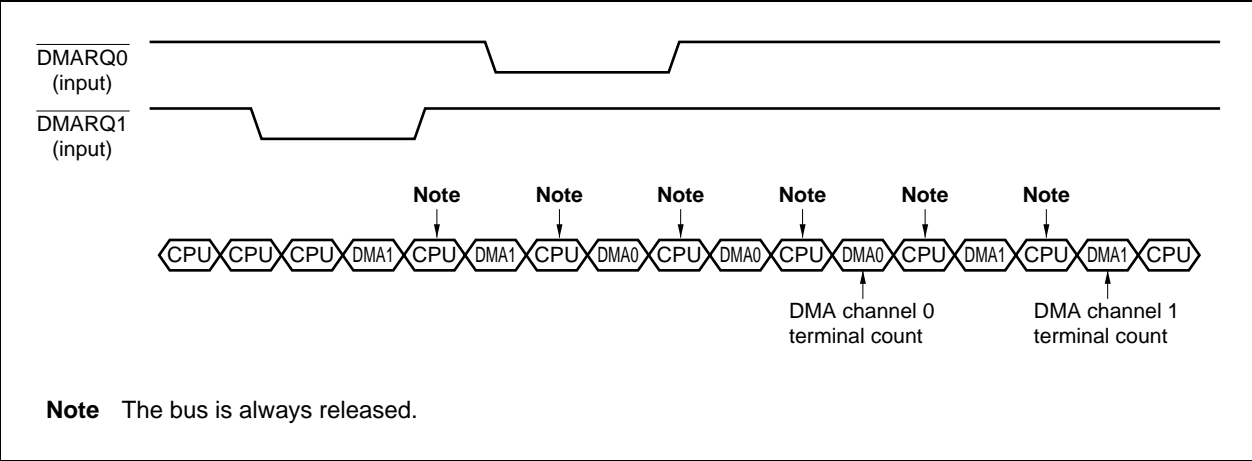 DMARQ0
(input)
DMARQ1
(input)
Note Note Note Note Note Note
CPU CPU CPU DMA1 CPU DMA1 CPU DMA0 CPU DMA0 CPU DMA0 CPU DMA1 CPU DMA1 CPU
DMA channel 0
terminal count
DMA channel 1
terminal count
Note The bus is always released.